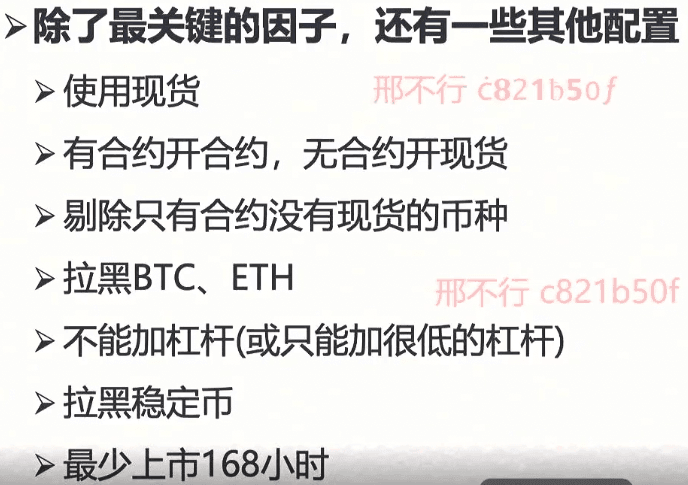 ➢除了最关键的因子，还有一些其他配置
➢使用现货
邢不行 c821b50f
➢有合约开合约，无合约开现货
➢剔除只有合约没有现货的币种
➢拉黑BTC、ETH
邢不行 c821b50f
➢不能加杠杆(或只能加很低的杠杆)
➢拉黑稳定币
➢最少上市168小时